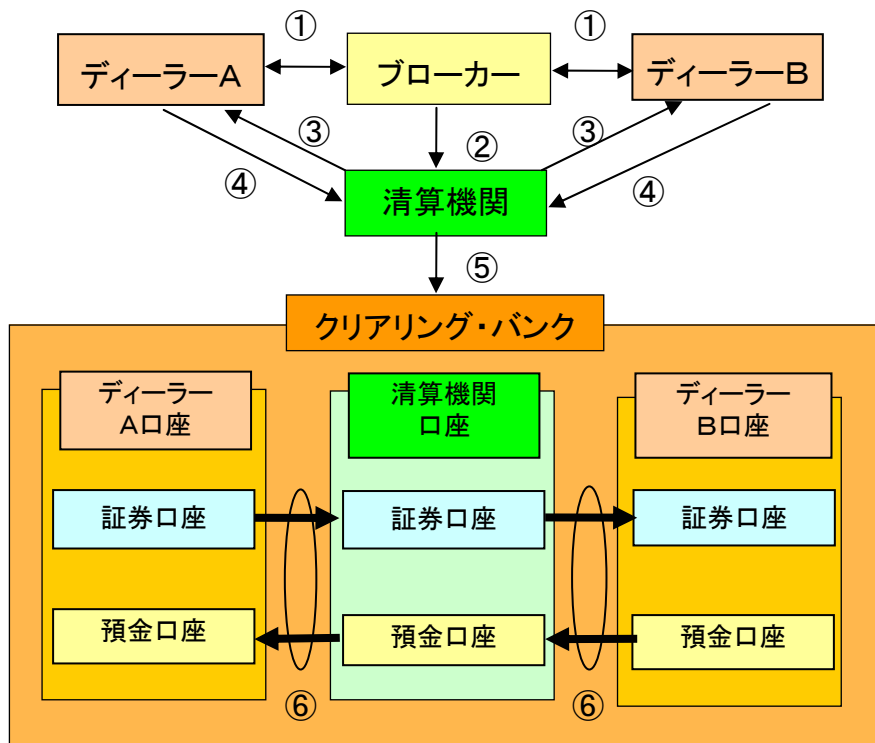 ① ①
ディーラーA ブローカー ディーラーB
③ ② ③
④ ④
清算機関
⑤
クリアリング・バンク
ディーラー
A口座
清算機関
口座
ディーラー
B口座
証券口座 証券口座 証券口座
預金口座 預金口座 預金口座
⑥ ⑥